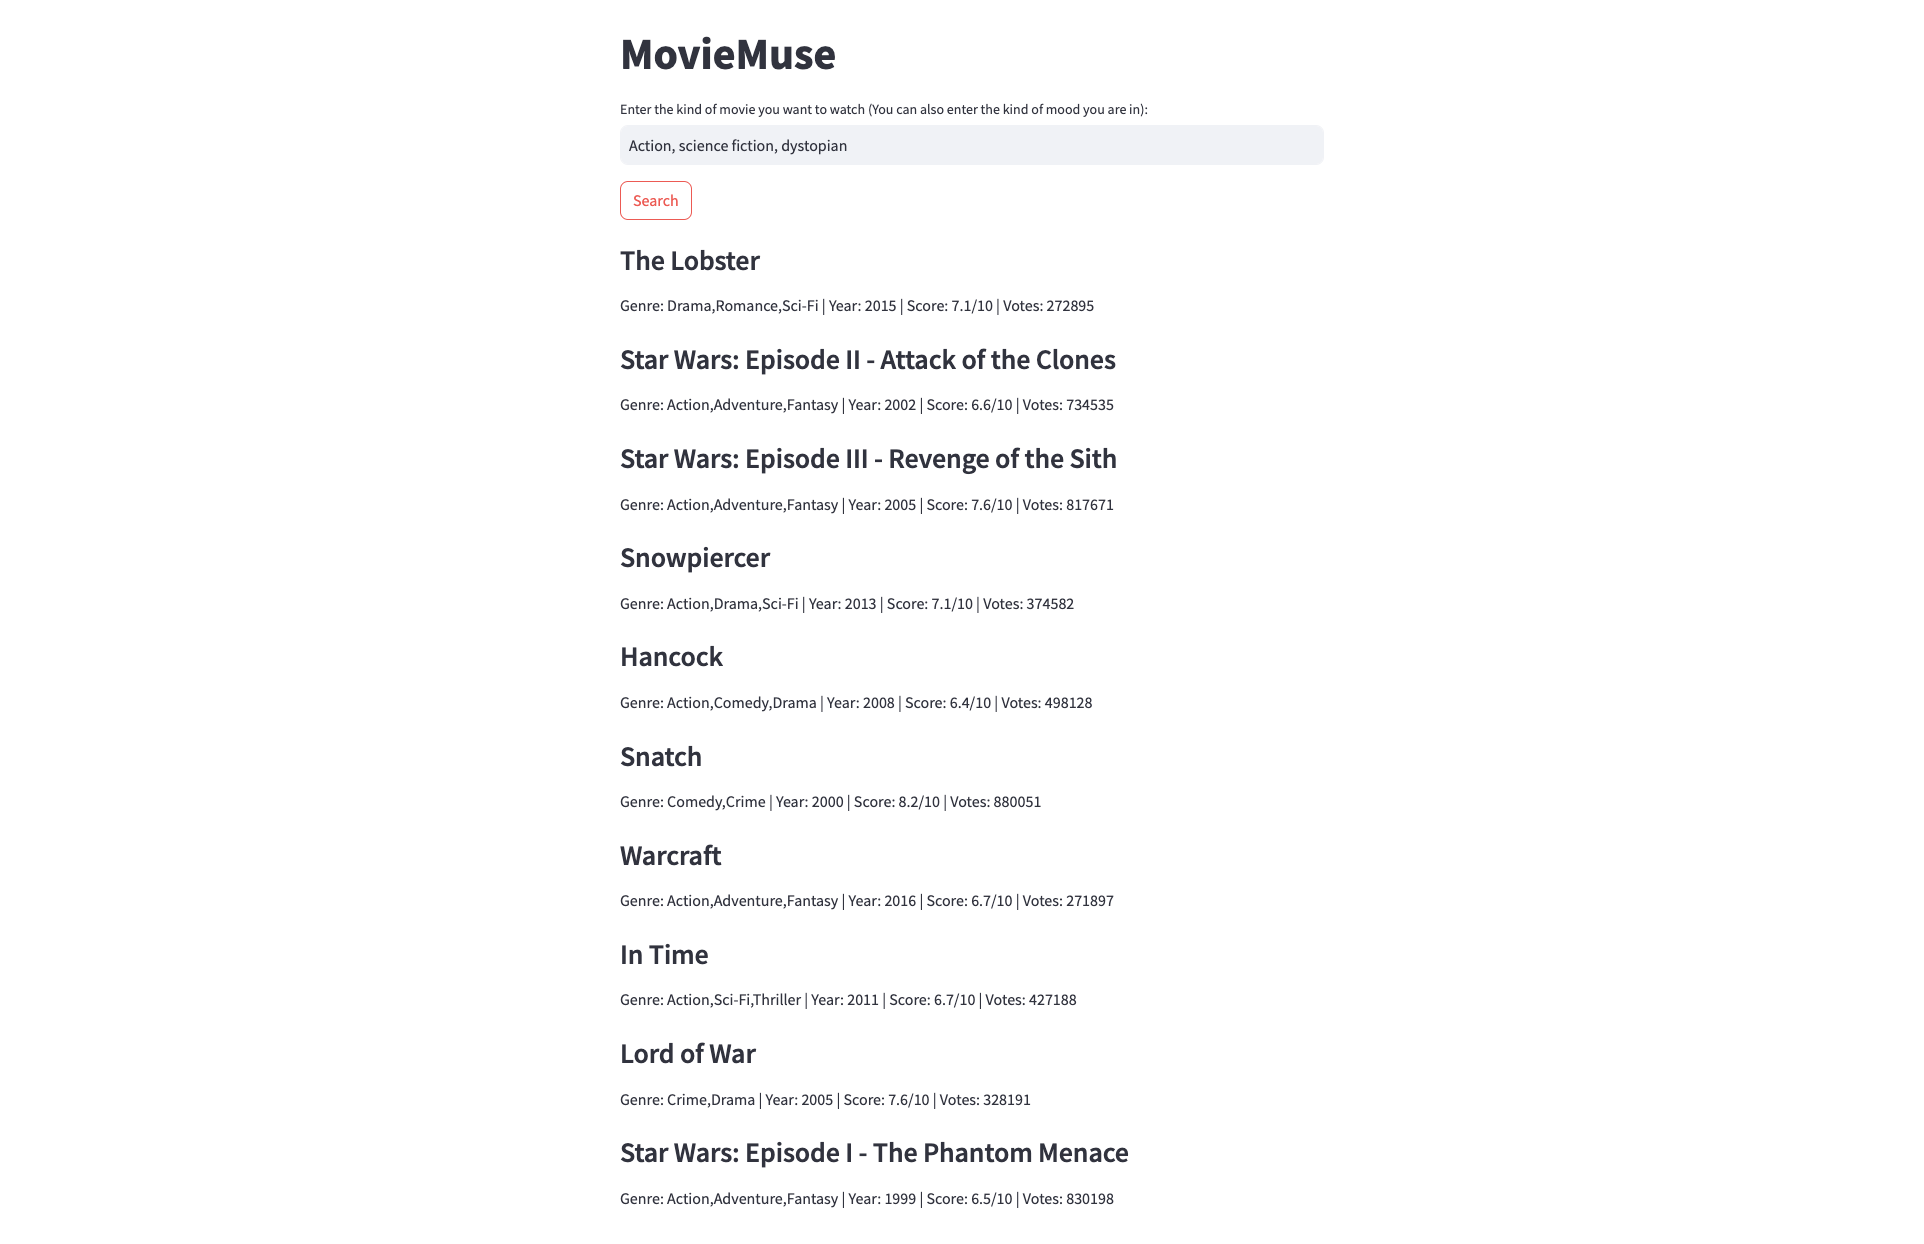 MovieMuse
Enter the kind of movie you want to watch (You can also enter the kind of mood you are in):
Action, science fiction, dystopian
Search
The Lobster
Genre: Drama,Romance,Sci-Fi | Year: 2015 | Score: 7.1/10 | Votes: 272895
Star Wars: Episode II - Attack of the Clones
Genre: Action,Adventure,Fantasy | Year: 2002 | Score: 6.6/10 | Votes: 734535
Star Wars: Episode III - Revenge of the Sith
Genre: Action,Adventure,Fantasy | Year: 2005 | Score: 7.6/10 | Votes: 817671
Snowpiercer
Genre: Action,Drama,Sci-Fi | Year: 2013 | Score: 7.1/10 | Votes: 374582
Hancock
Genre: Action,Comedy,Drama | Year: 2008 | Score: 6.4/10 | Votes: 498128
Snatch
Genre: Comedy,Crime | Year: 2000 | Score: 8.2/10 | Votes: 880051
Warcraft
Genre: Action,Adventure,Fantasy | Year: 2016 | Score: 6.7/10 | Votes: 271897
In Time
Genre: Action,Sci-Fi,Thriller | Year: 2011 | Score: 6.7/10 | Votes: 427188
Lord of War
Genre: Crime,Drama | Year: 2005 | Score: 7.6/10 | Votes: 328191
Star Wars: Episode I - The Phantom Menace
Genre: Action,Adventure,Fantasy | Year: 1999 | Score: 6.5/10 | Votes: 830198